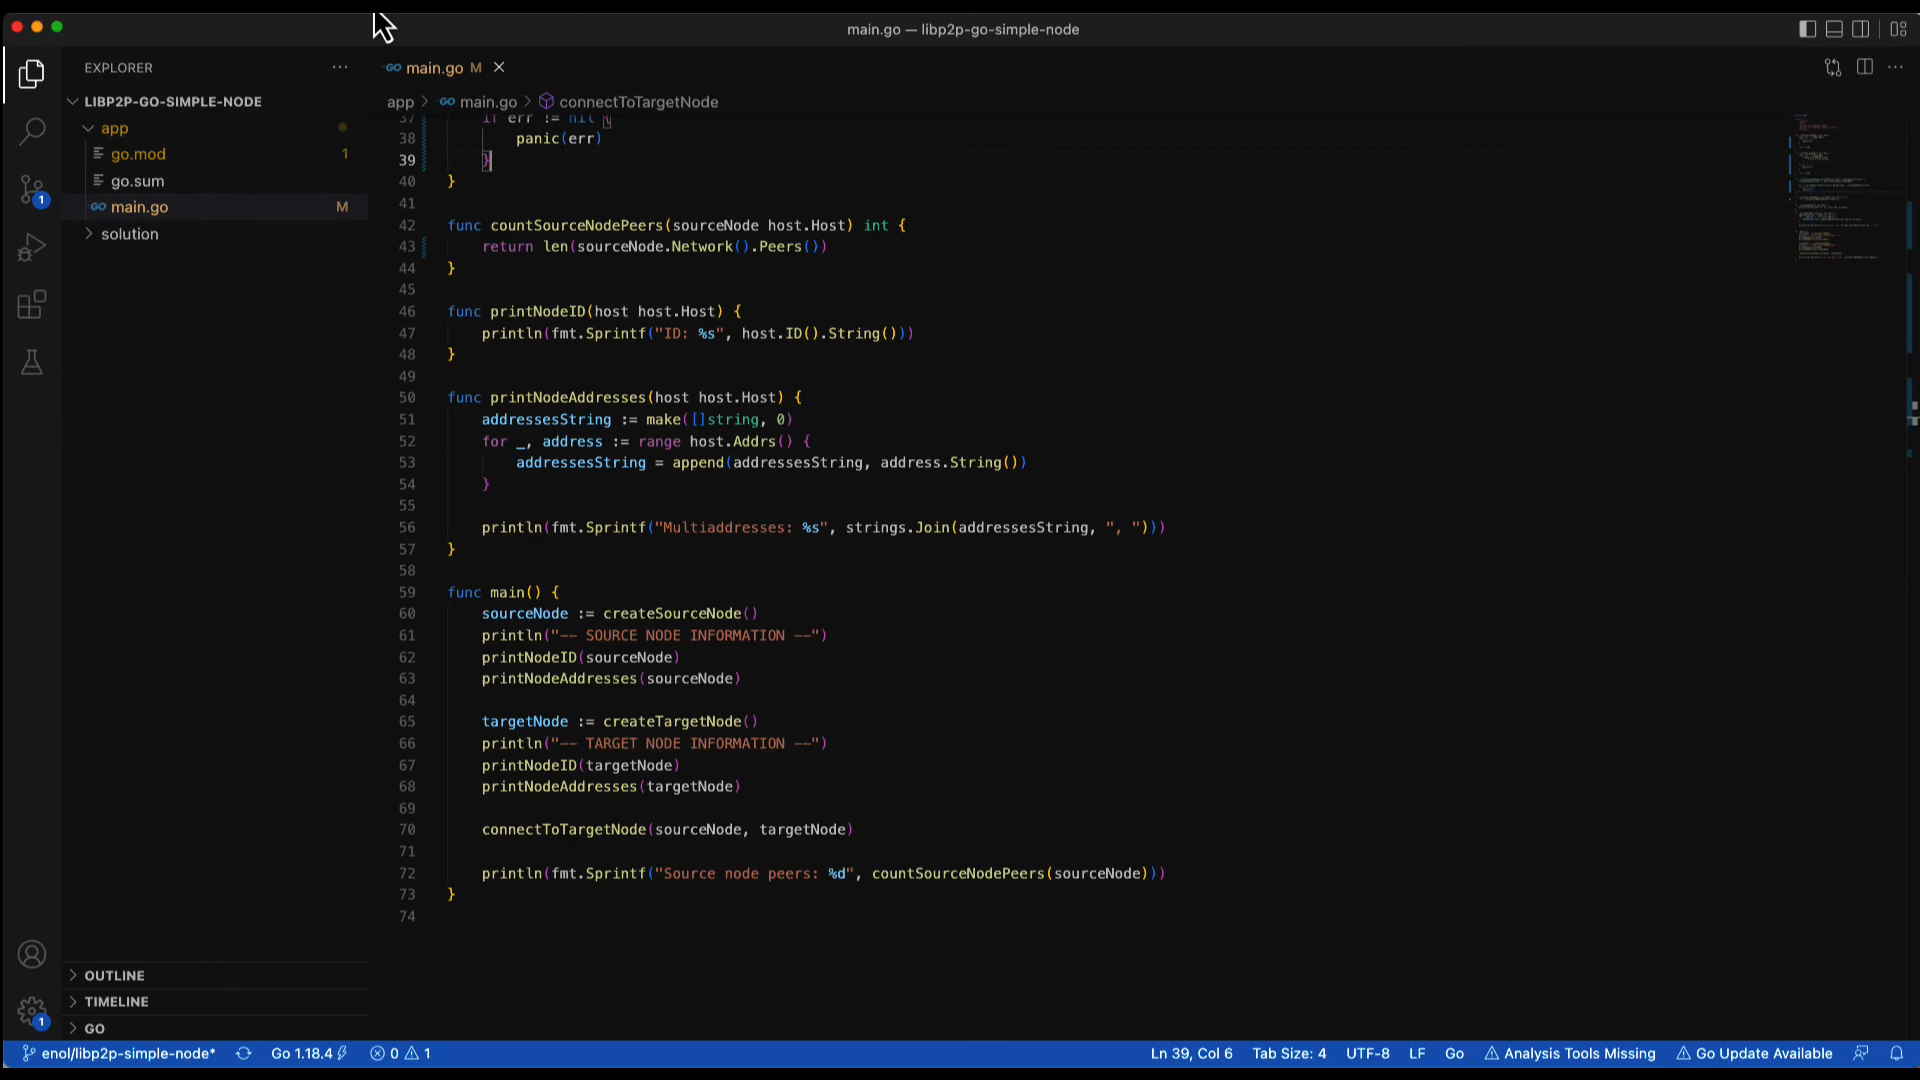 main.go — libp2p-go-simple-node
EXPLORER
LIBP2P-GO-SIMPLE-NODE
app
go.mod 1
go.sum
main.go M
solution
OUTLINE
TIMELINE
GO
main.go M
app > main.go > connectToTargetNode
37 if err != nil {
38 panic(err)
39 }
40 }
41
42 func countSourceNodePeers(sourceNode host.Host) int {
43 return len(sourceNode.Network().Peers())
44 }
45
46 func printNodeID(host host.Host) {
47 println(fmt.Sprintf("ID: %s", host.ID().String()))
48 }
49
50 func printNodeAddresses(host host.Host) {
51 addressesString := make([]string, 0)
52 for _, address := range host.Addrs() {
53 addressesString = append(addressesString, address.String())
54 }
55
56 println(fmt.Sprintf("Multiaddresses: %s", strings.Join(addressesString, ", ")))
57 }
58
59 func main() {
60 sourceNode := createSourceNode()
61 println("-- SOURCE NODE INFORMATION --")
62 printNodeID(sourceNode)
63 printNodeAddresses(sourceNode)
64
65 targetNode := createTargetNode()
66 println("-- TARGET NODE INFORMATION --")
67 printNodeID(targetNode)
68 printNodeAddresses(targetNode)
69
70 connectToTargetNode(sourceNode, targetNode)
71
72 println(fmt.Sprintf("Source node peers: %d", countSourceNodePeers(sourceNode)))
73 }
74
1
1
enol/libp2p-simple-node* Go 1.18.4 0 1 Ln 39, Col 6 Tab Size: 4 UTF-8 LF Go Analysis Tools Missing Go Update Available